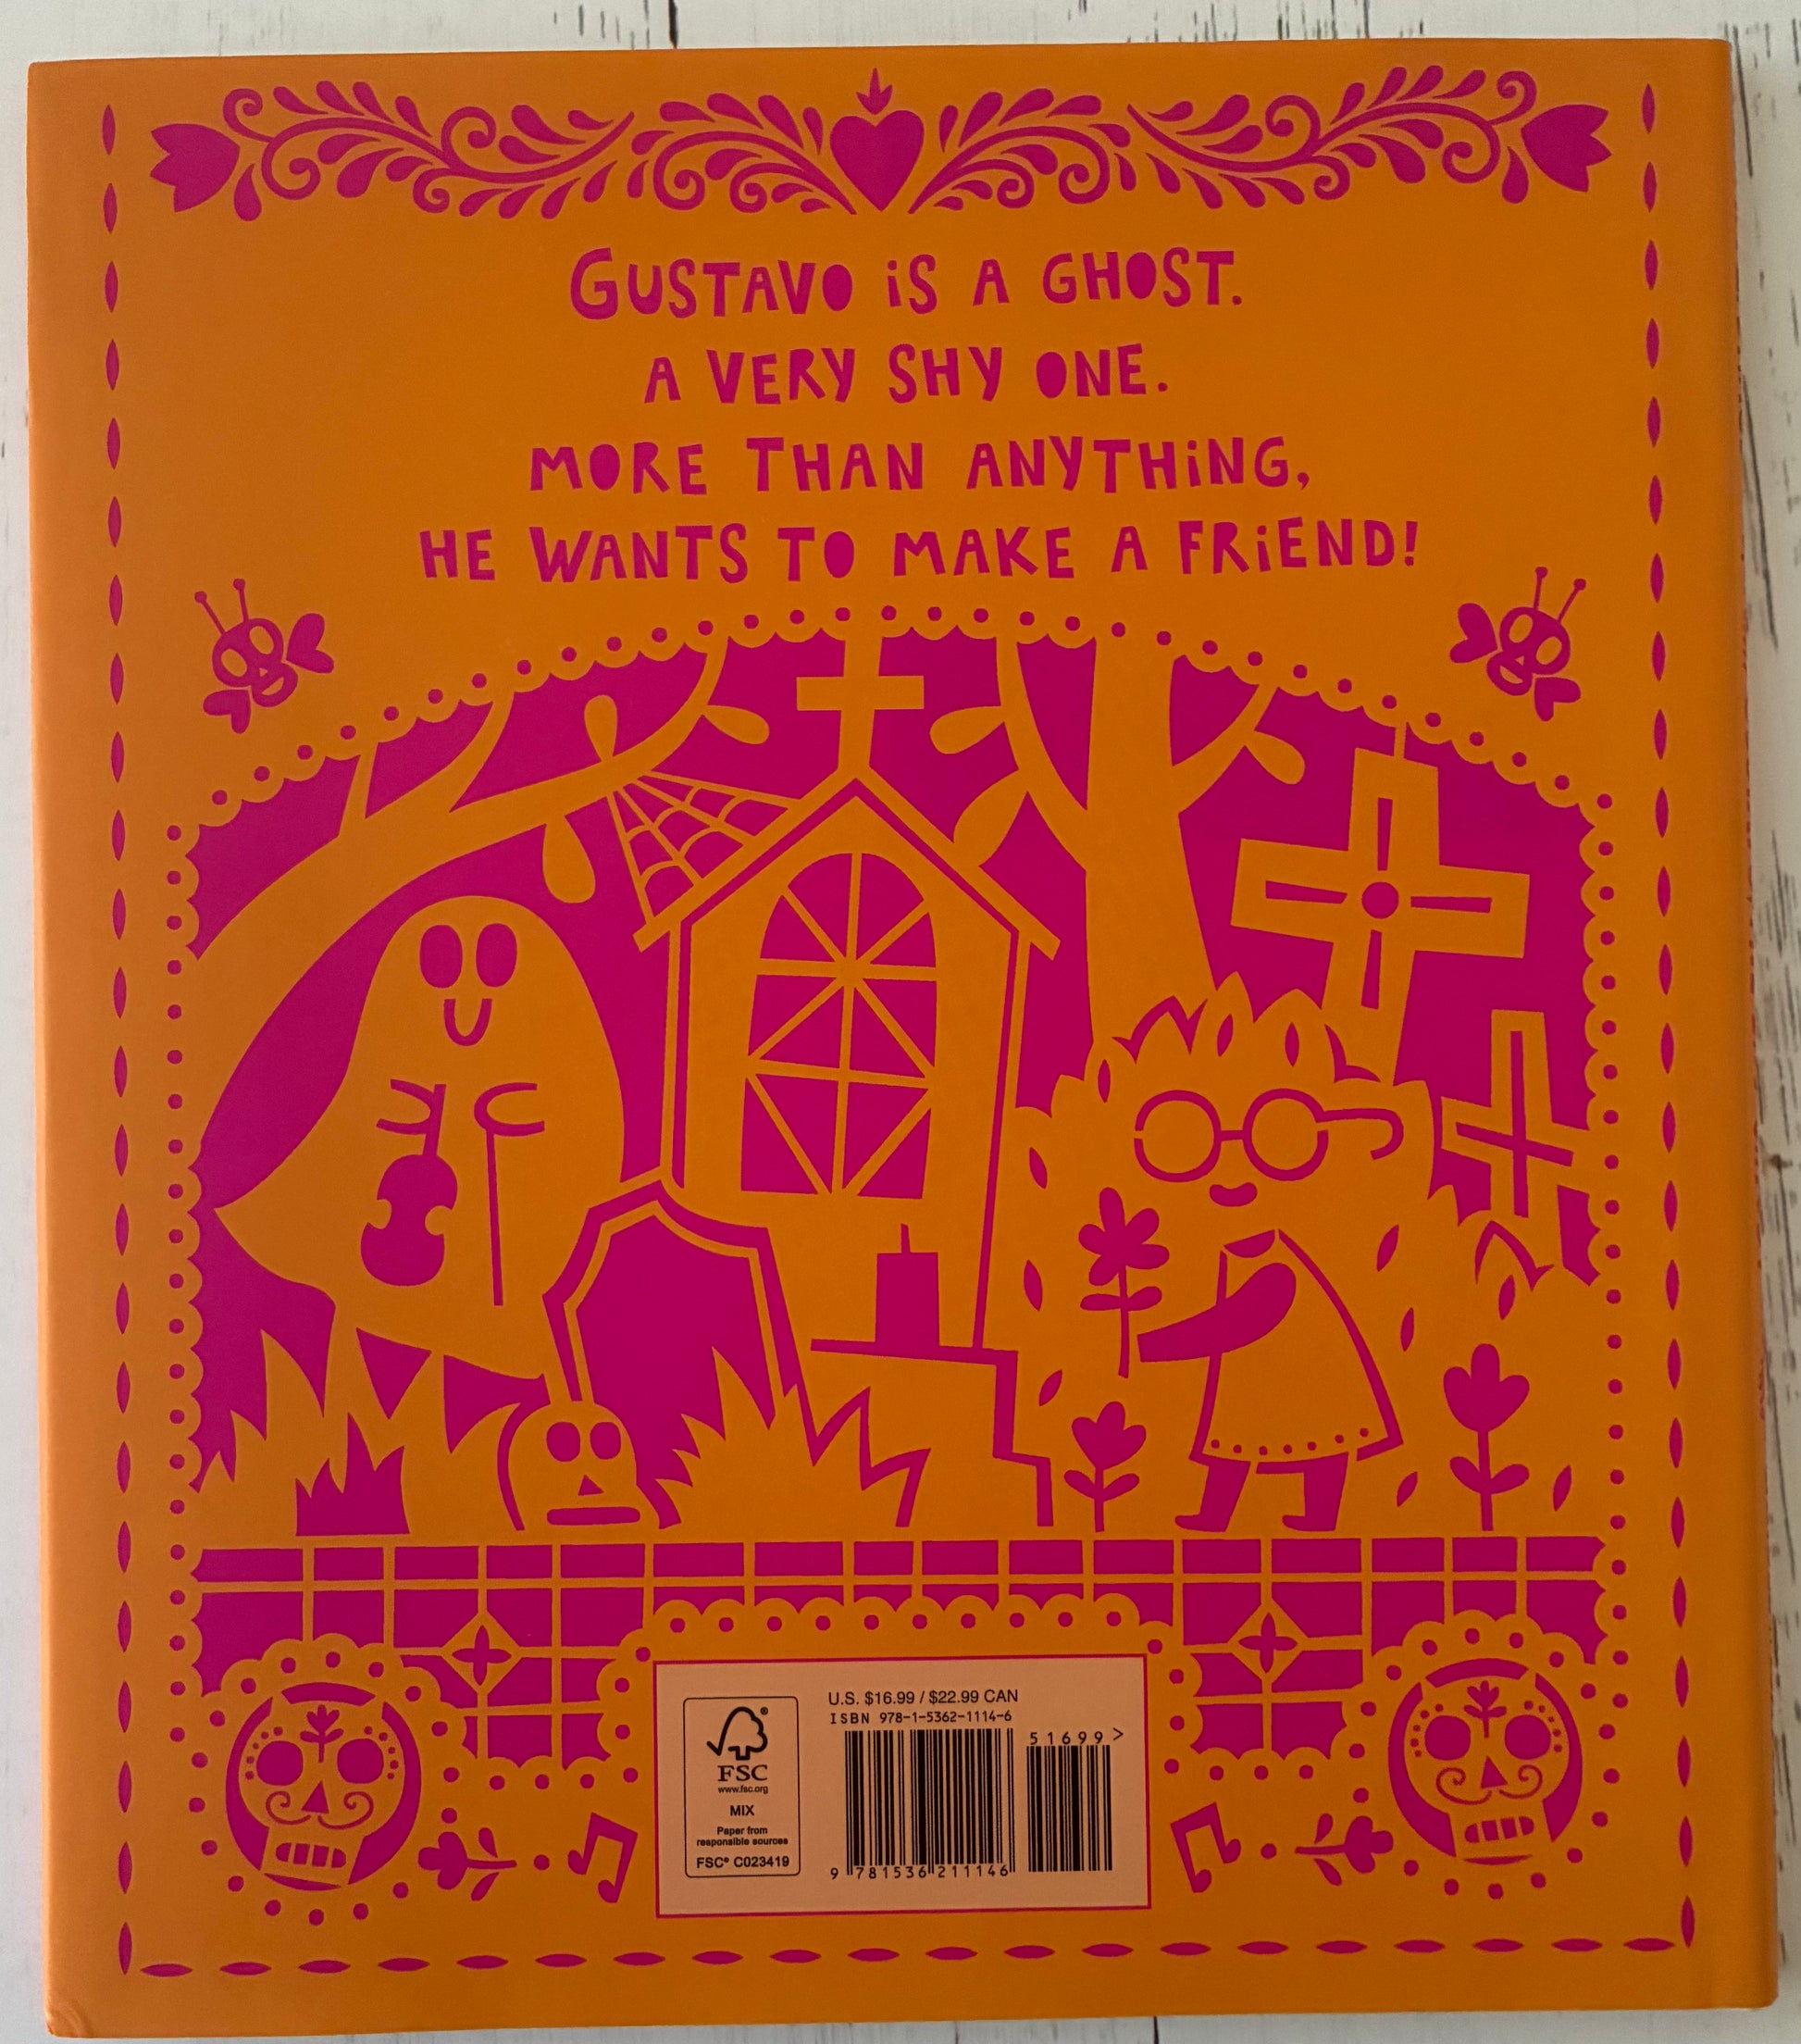 GUSTAVO iS A GHOST.
A VERY SHY ONE.
MORE THAN ANYTHiNG,
HE WANTS TO MAKE A FRiEND!
FSC®
www.fsc.org
MIX
Paper from
responsible sources
FSC® C023419
U.S. $16.99 / $22.99 CAN
ISBN 978-1-5362-1114-6
51699>
9 781536 211146